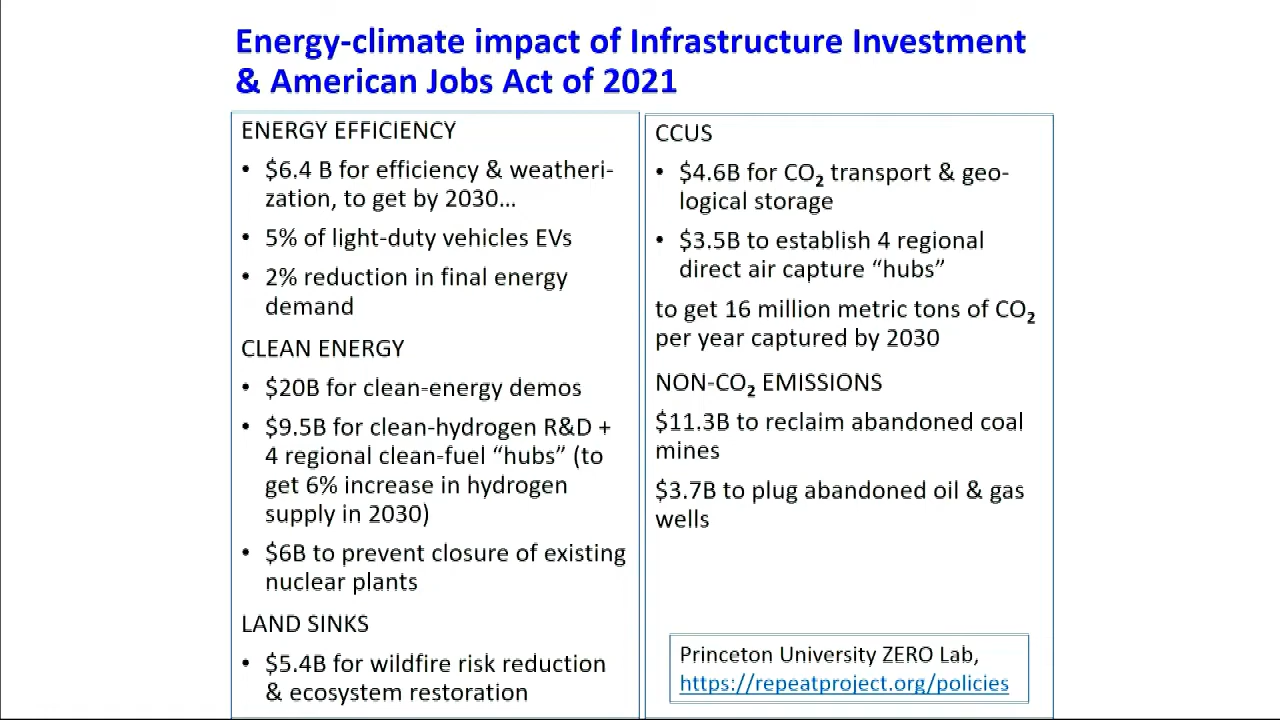 Energy-climate impact of Infrastructure Investment
& American Jobs Act of 2021
ENERGY EFFICIENCY
• $6.4 B for efficiency & weatheri-
zation, to get by 2030…
• 5% of light-duty vehicles EVs
• 2% reduction in final energy
demand
CLEAN ENERGY
• $20B for clean-energy demos
• $9.5B for clean-hydrogen R&D +
4 regional clean-fuel “hubs” (to
get 6% increase in hydrogen
supply in 2030)
• $6B to prevent closure of existing
nuclear plants
LAND SINKS
• $5.4B for wildfire risk reduction
& ecosystem restoration
CCUS
• $4.6B for CO₂ transport & geo-
logical storage
• $3.5B to establish 4 regional
direct air capture “hubs”
to get 16 million metric tons of CO₂
per year captured by 2030
NON-CO₂ EMISSIONS
$11.3B to reclaim abandoned coal
mines
$3.7B to plug abandoned oil & gas
wells
Princeton University ZERO Lab,
https://repeatproject.org/policies